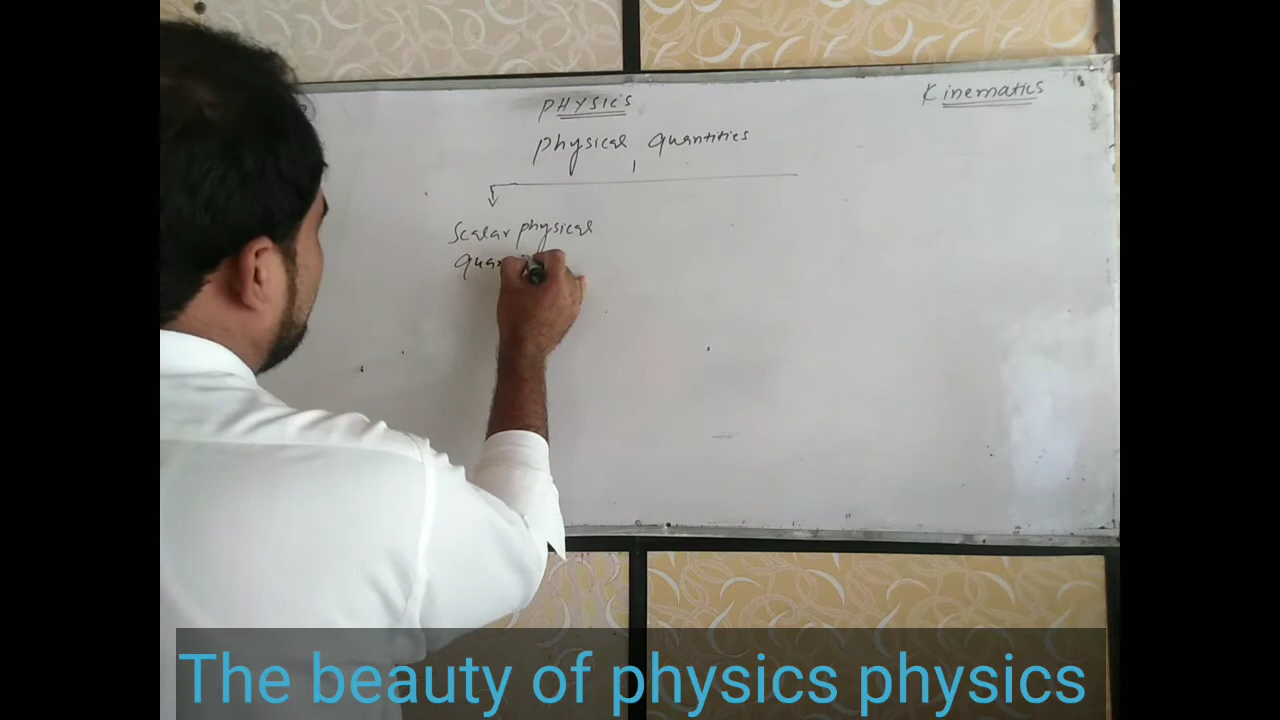 PHYSICS
Kinematics
physical quantities
Scalar physical
The beauty of physics physics